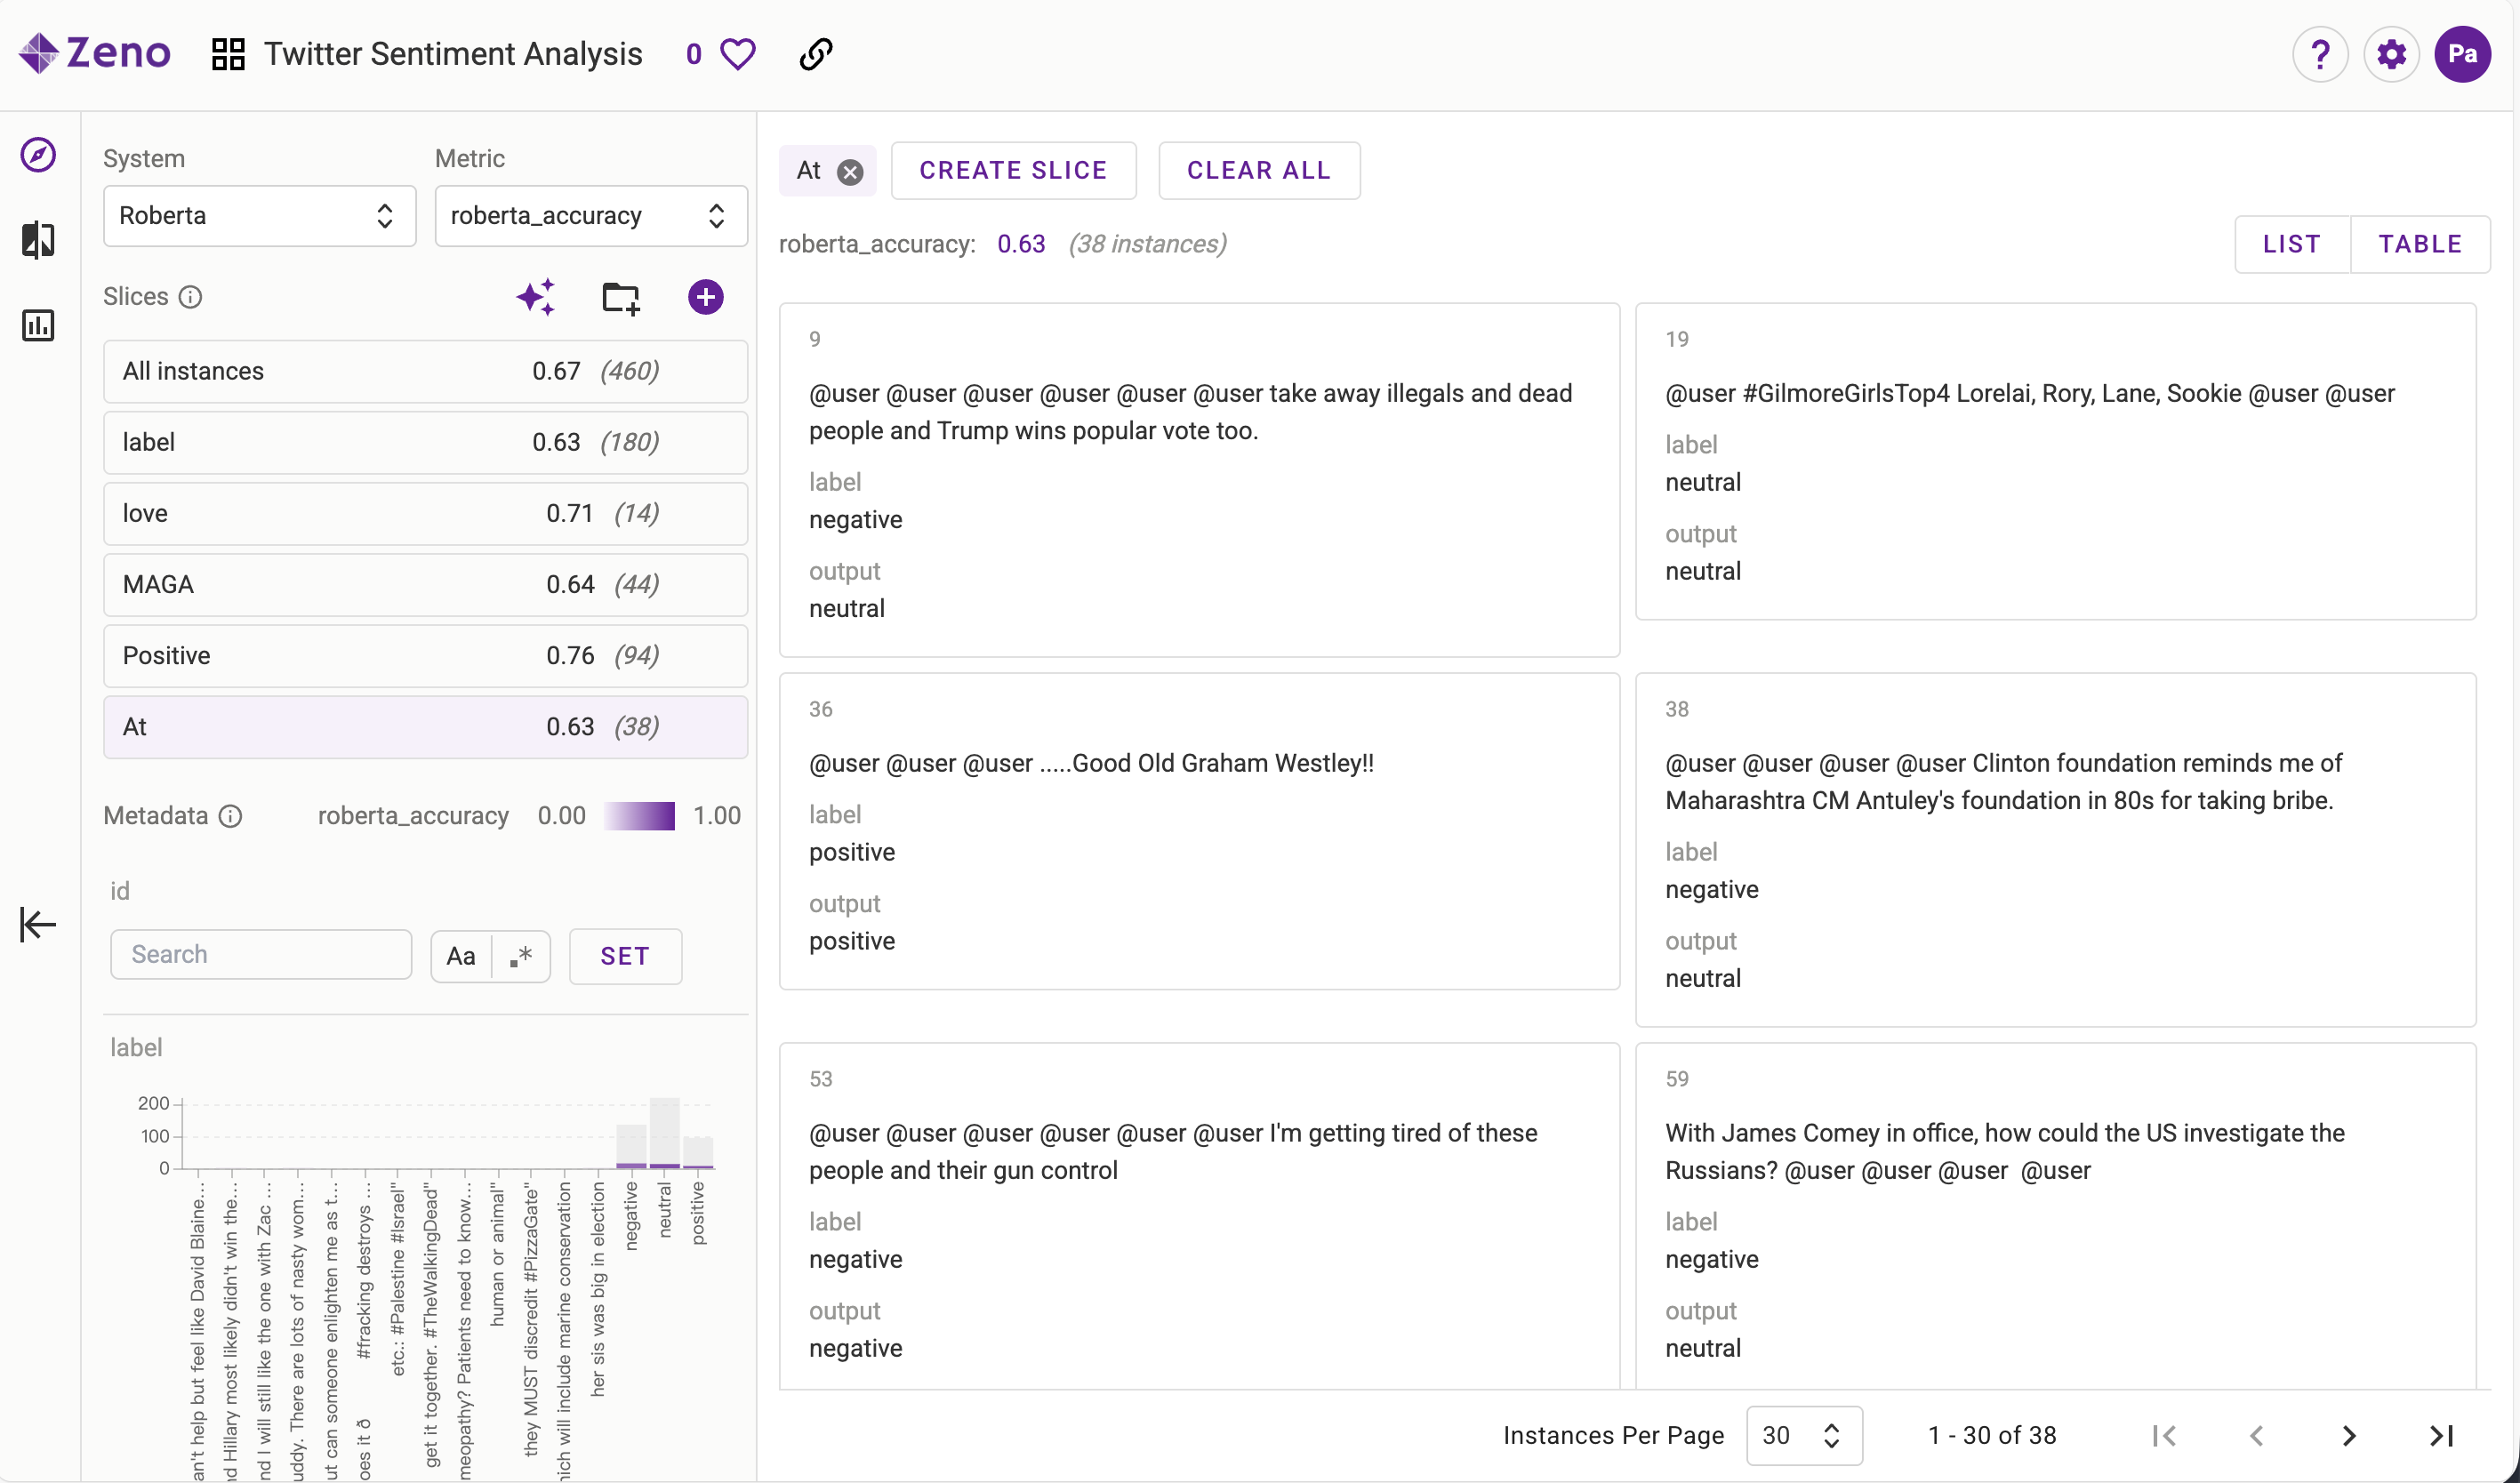 Zeno
Twitter Sentiment Analysis
0
?
Pa
System
Metric
Roberta
roberta_accuracy
Slices
All instances 0.67 (460)
label 0.63 (180)
love 0.71 (14)
MAGA 0.64 (44)
Positive 0.76 (94)
At 0.63 (38)
Metadata
roberta_accuracy 0.00 1.00
id
Search
Aa
.*
SET
label
200
100
0
an't help but feel like David Blaine...
d Hillary most likely didn't win the...
nd I will still like the one with Zac ...
uddy. There are lots of nasty wom...
ut can someone enlighten me as t...
oes it ð #fracking destroys ...
etc.: #Palestine #Israel"
get it together. #TheWalkingDead"
meopathy? Patients need to know...
human or animal"
they MUST discredit #PizzaGate"
hich will include marine conservation
her sis was big in election
negative
neutral
positive
At
CREATE SLICE
CLEAR ALL
roberta_accuracy: 0.63 (38 instances)
LIST
TABLE
9
@user @user @user @user @user @user take away illegals and dead
people and Trump wins popular vote too.
label
negative
output
neutral
19
@user #GilmoreGirlsTop4 Lorelai, Rory, Lane, Sookie @user @user
label
neutral
output
neutral
36
@user @user @user .....Good Old Graham Westley!!
label
positive
output
positive
38
@user @user @user @user Clinton foundation reminds me of
Maharashtra CM Antuley's foundation in 80s for taking bribe.
label
negative
output
neutral
53
@user @user @user @user @user @user I'm getting tired of these
people and their gun control
label
negative
output
negative
59
With James Comey in office, how could the US investigate the
Russians? @user @user @user  @user
label
negative
output
neutral
Instances Per Page
30
1 - 30 of 38